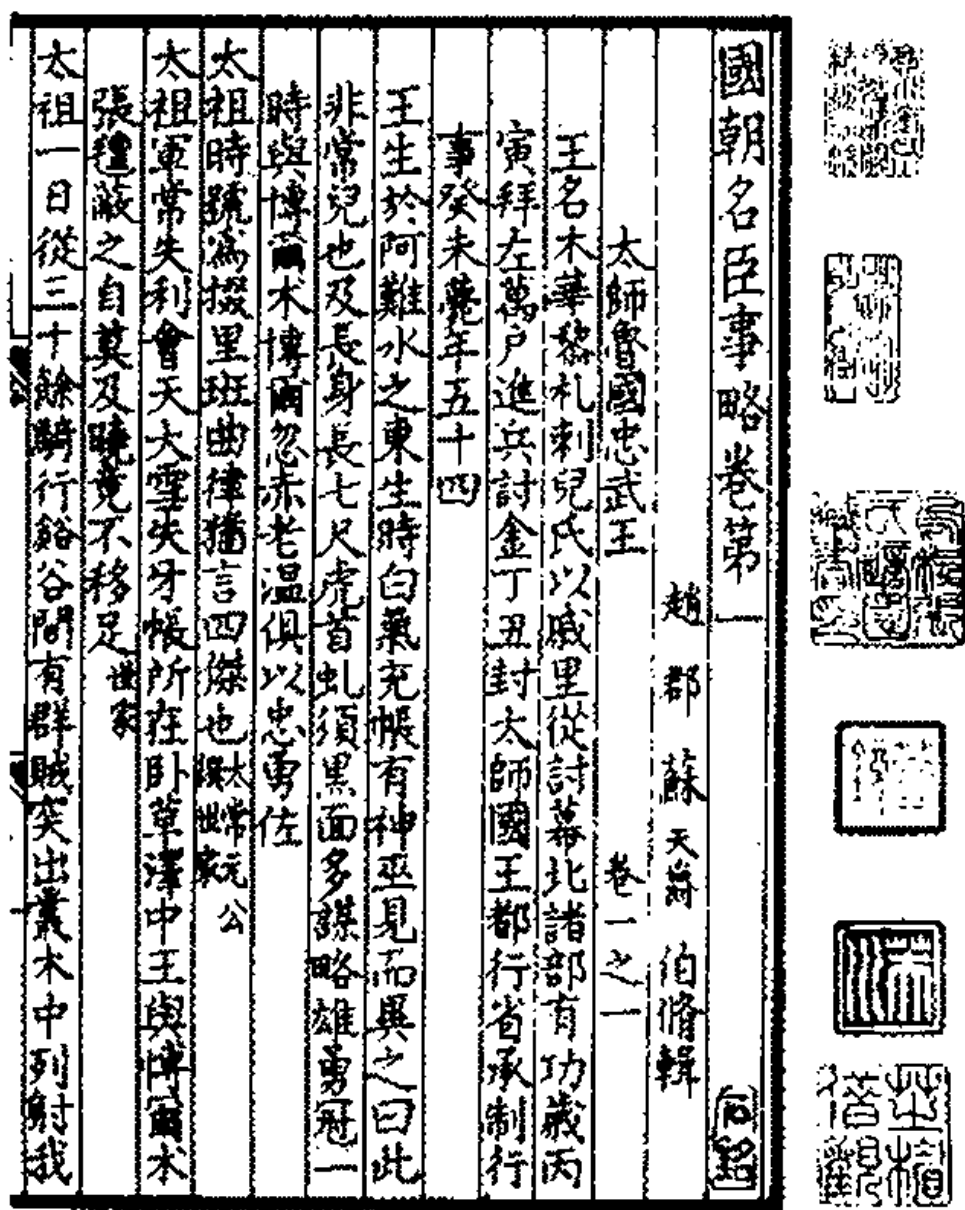 國朝名臣事略卷第一
趙郡蘇天爵伯脩輯
太師魯國忠武王 卷一之一
王名木華黎札剌兒氏以戚里從討幕北諸部有功歲丙
寅拜左萬戶進兵討金丁丑封太師國王都行省承制行
事癸未薨年五十四
王生於阿難水之東生時白氣充帳有神巫見而異之曰此
非常兒也及長身長七尺虎首虬須黑面多謀略雄勇冠一
時與博爾木博爾忽赤老溫俱以忠勇佐
太祖時號為掇里班曲律猶言四傑也 太常元公 撰世家
太祖軍常失利會天大雪失牙帳所在卧草澤中王與博爾木
張氊蔽之自莫及曉竟不移足 世家
太祖一日從三十餘騎行谿谷間有群賊突出叢木中列射我